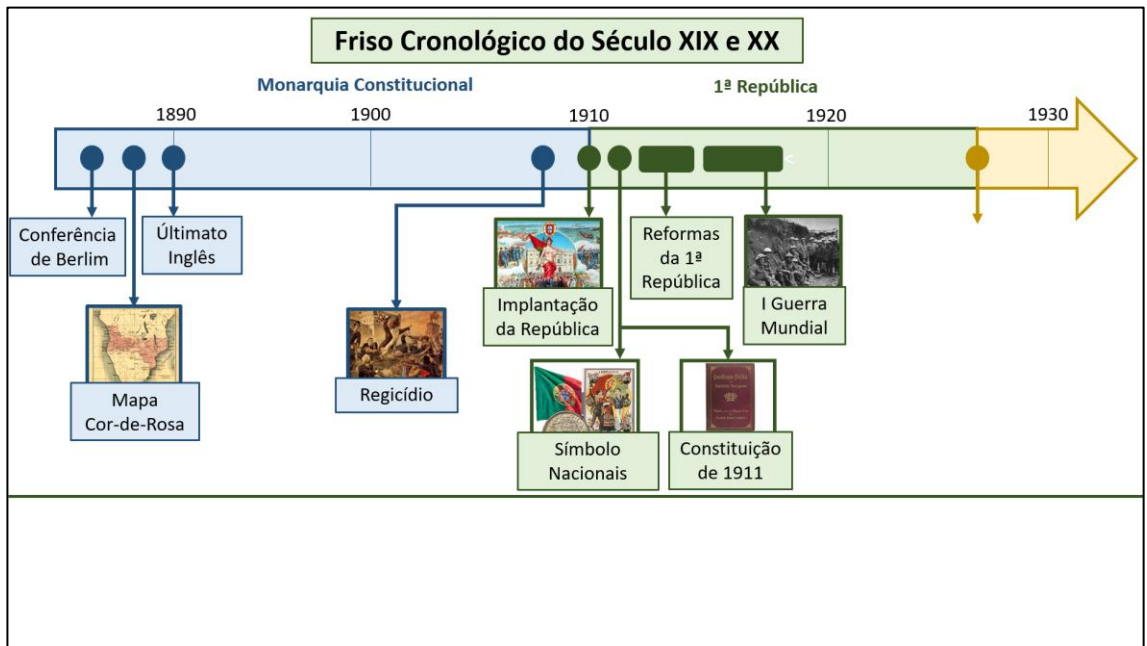 Friso Cronológico do Século XIX e XX
Monarquia Constitucional
1ª República
1890
1900
1910
1920
1930
<
Conferência
de Berlim
Últimato
Inglês
Mapa
Cor-de-Rosa
Regicídio
Implantação
da República
Reformas
da 1ª
República
I Guerra
Mundial
Símbolo
Nacionais
Constituição
de 1911